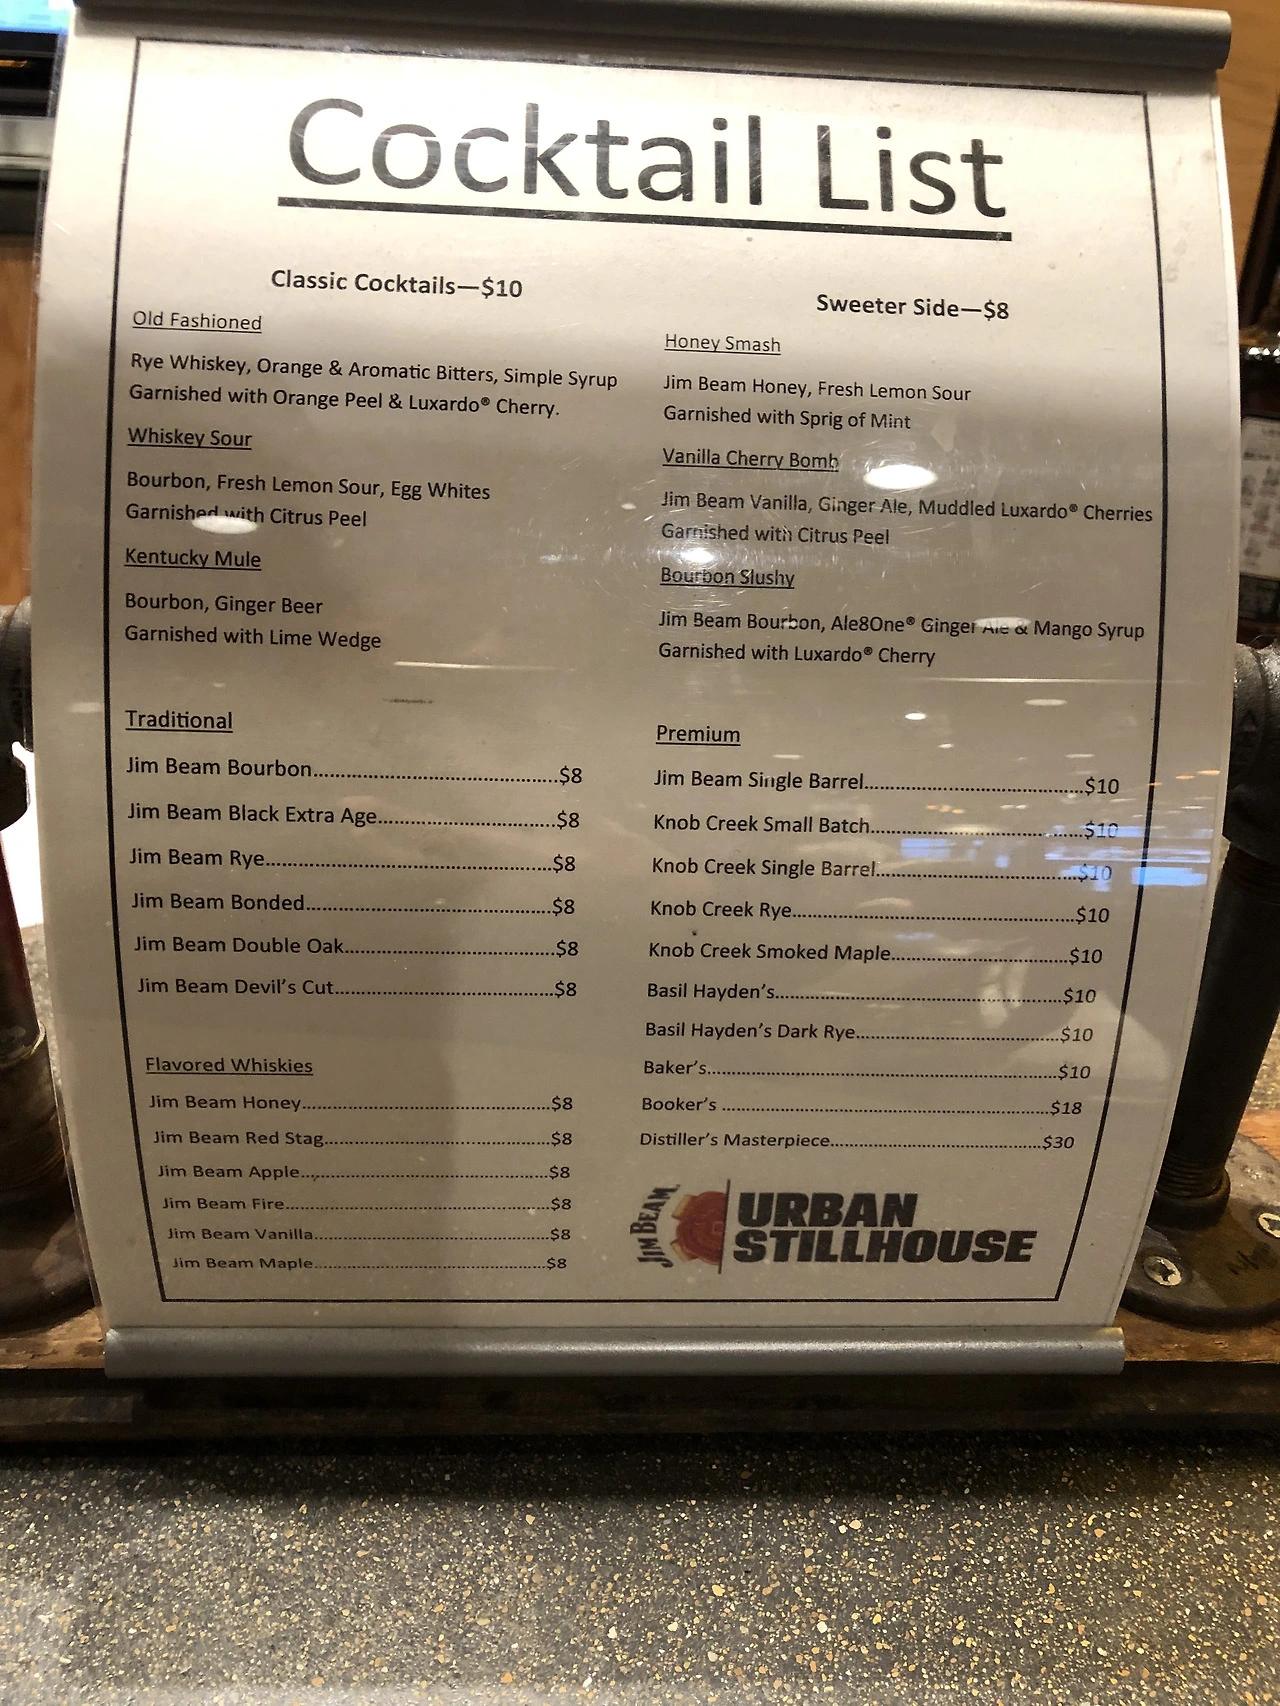 Cocktail List
Classic Cocktails—$10
Old Fashioned
Rye Whiskey, Orange & Aromatic Bitters, Simple Syrup
Garnished with Orange Peel & Luxardo® Cherry.
Whiskey Sour
Bourbon, Fresh Lemon Sour, Egg Whites
Garnished with Citrus Peel
Kentucky Mule
Bourbon, Ginger Beer
Garnished with Lime Wedge
Sweeter Side—$8
Honey Smash
Jim Beam Honey, Fresh Lemon Sour
Garnished with Sprig of Mint
Vanilla Cherry Bomb
Jim Beam Vanilla, Ginger Ale, Muddled Luxardo® Cherries
Garnished with Citrus Peel
Bourbon Slushy
Jim Beam Bourbon, Ale8One® Ginger Ale & Mango Syrup
Garnished with Luxardo® Cherry
Traditional
Jim Beam Bourbon..........$8
Jim Beam Black Extra Age..........$8
Jim Beam Rye..........$8
Jim Beam Bonded..........$8
Jim Beam Double Oak..........$8
Jim Beam Devil's Cut..........$8
Flavored Whiskies
Jim Beam Honey..........$8
Jim Beam Red Stag..........$8
Jim Beam Apple..........$8
Jim Beam Fire..........$8
Jim Beam Vanilla..........$8
Jim Beam Maple..........$8
Premium
Jim Beam Single Barrel..........$10
Knob Creek Small Batch..........$10
Knob Creek Single Barrel..........$10
Knob Creek Rye..........$10
Knob Creek Smoked Maple..........$10
Basil Hayden's..........$10
Basil Hayden's Dark Rye..........$10
Baker's..........$10
Booker's ..........$18
Distiller's Masterpiece..........$30
JIM BEAM
URBAN
STILLHOUSE